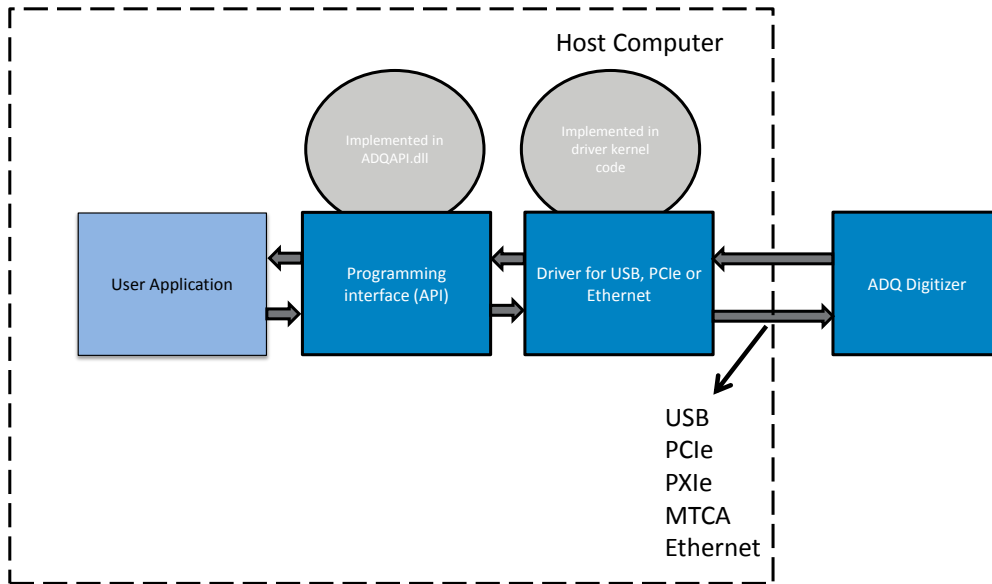 Host Computer
Implemented in
ADQAPI.dll
Implemented in
driver kernel
code
User Application
Programming
interface (API)
Driver for USB, PCIe or
Ethernet
ADQ Digitizer
USB
PCIe
PXIe
MTCA
Ethernet